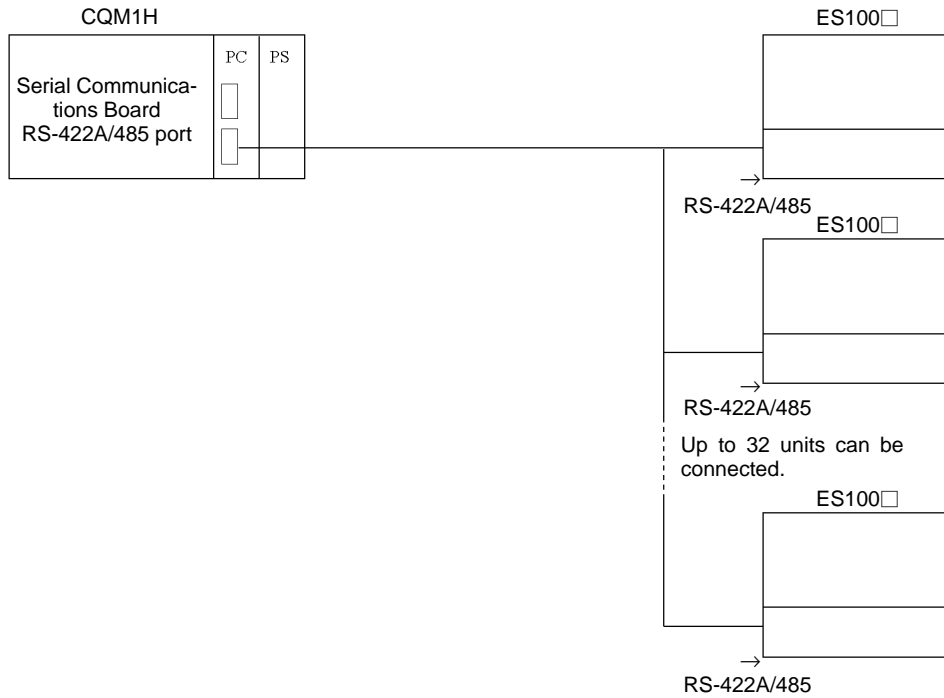 CQM1H
PC PS
Serial Communica-
tions Board
RS-422A/485 port
ES100□
→
RS-422A/485
ES100□
→
RS-422A/485
Up to 32 units can be
connected.
ES100□
→
RS-422A/485